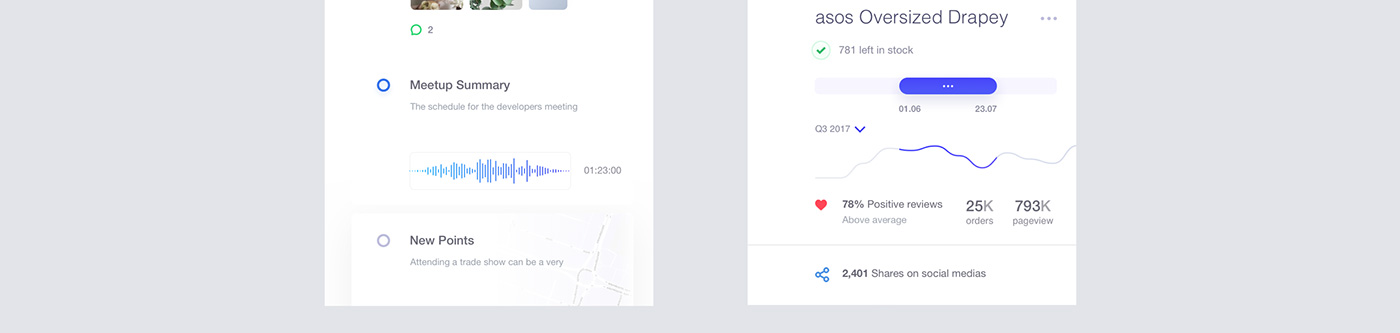 2
Meetup Summary
The schedule for the developers meeting
01:23:00
New Points
Attending a trade show can be a very
asos Oversized Drapey
781 left in stock
01.06 23.07
Q3 2017
78% Positive reviews
Above average
25K
orders
793K
pageview
2,401 Shares on social medias